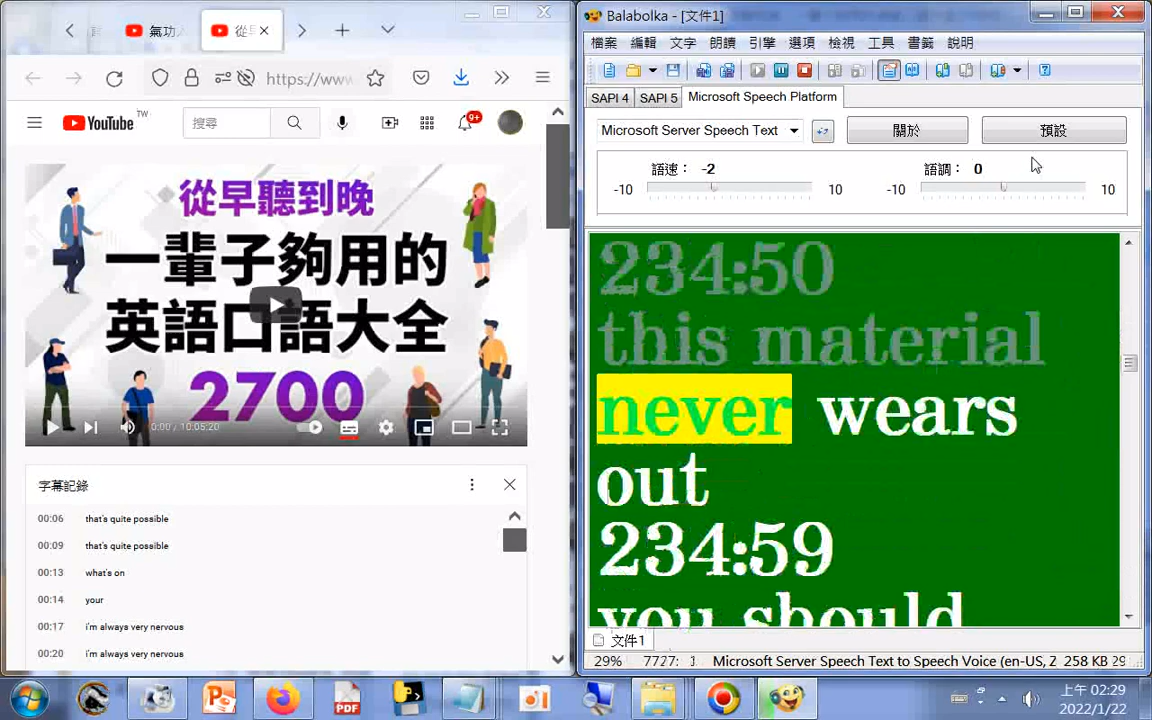 氣功
從
https://www
YouTube TW
搜尋
9+
從早聽到晚
一輩子夠用的
英語口語大全
2700
0:00 / 10:05:20
字幕記錄
00:06 that's quite possible
00:09 that's quite possible
00:13 what's on
00:14 your
00:17 i'm always very nervous
00:20 i'm always very nervous
Balabolka - [文件1]
檔案 編輯 文字 朗讀 引擎 選項 檢視 工具 書籤 說明
SAPI 4 SAPI 5 Microsoft Speech Platform
Microsoft Server Speech Text 關於 預設
語速： -2 語調： 0
-10 10 -10 10
234:50
this material
never wears
out
234:59
you should
文件1
29% 7727: 1 Microsoft Server Speech Text to Speech Voice (en-US, Z 258 KB 29
PDF
上午 02:29
2022/1/22